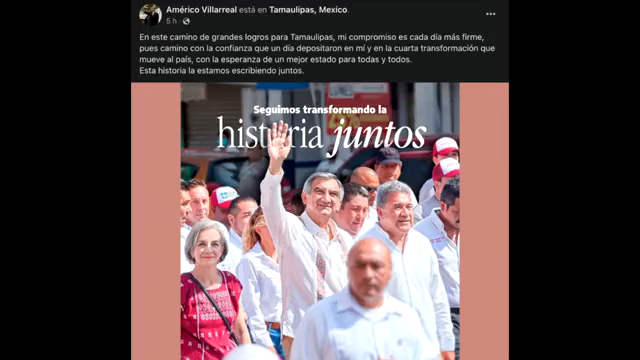 Américo Villarreal está en Tamaulipas, Mexico.
5 h ·
En este camino de grandes logros para Tamaulipas, mi compromiso es cada día más firme,
pues camino con la confianza que un día depositaron en mí y en la cuarta transformación que
mueve al país, con la esperanza de un mejor estado para todas y todos.
Esta historia la estamos escribiendo juntos.
Seguimos transformando la
historia juntos